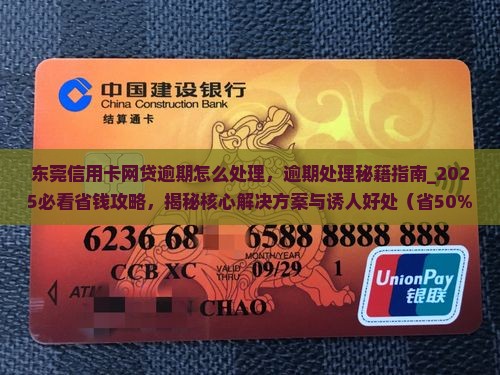 中国建设银行
China Construction Bank
结算通卡
东莞信用卡网贷逾期怎么处理，逾期处理秘籍指南_202
5必看省钱攻略，揭秘核心解决方案与诱人好处（省50%
6236 68 6588 8888 888
MONTH/YEAR
CCB XC VALID THRU 09/29 1
ATM
CHAO
UnionPay
银联